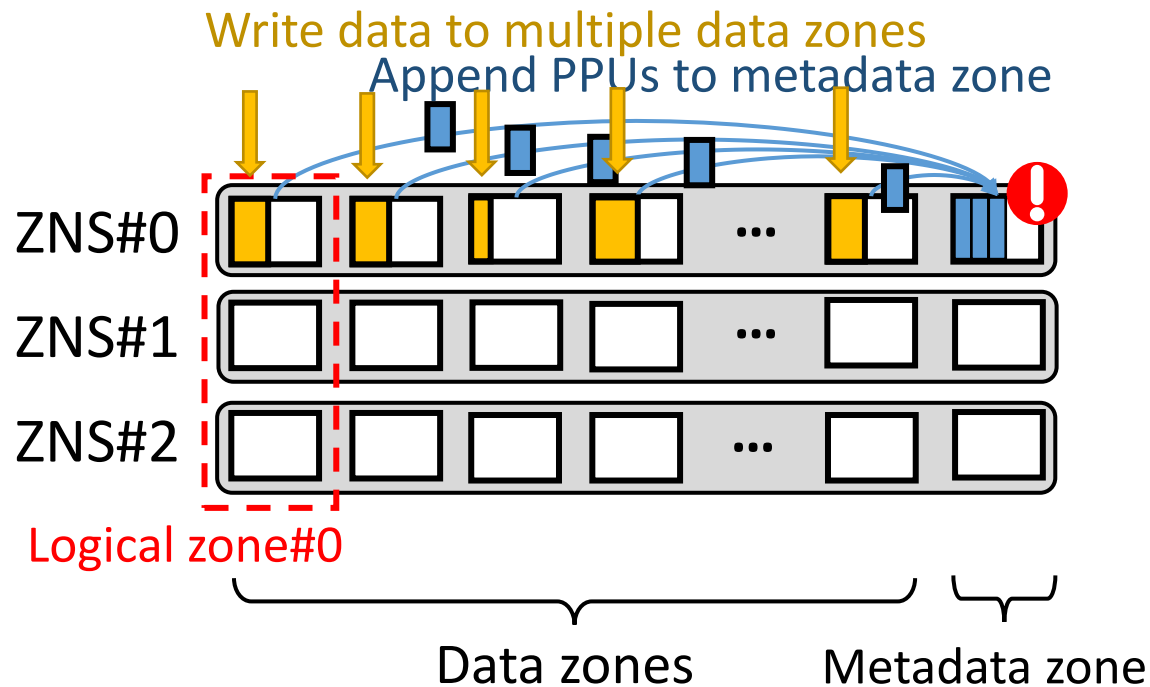 Write data to multiple data zones
Append PPUs to metadata zone
ZNS#0
...
ZNS#1
...
ZNS#2
...
Logical zone#0
Data zones
Metadata zone